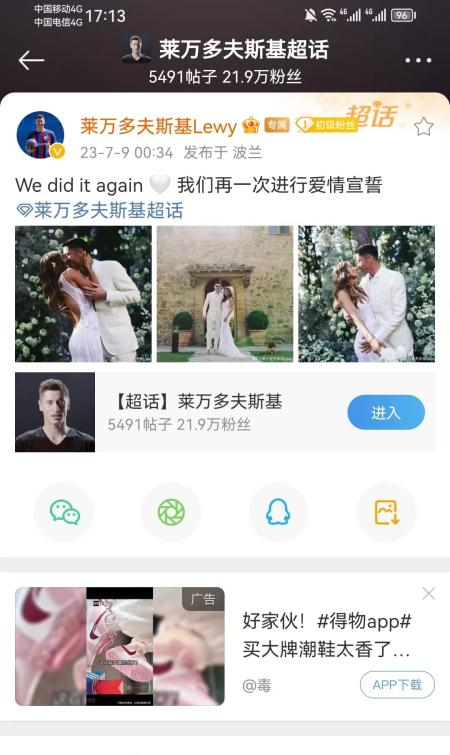 中国移动4G
中国电信4G
17:13
4G 4G 96
莱万多夫斯基超话
5491帖子 21.9万粉丝
莱万多夫斯基Lewy 专属 初级粉丝
超话
23-7-9 00:34 发布于 波兰
We did it again 🤍 我们再一次进行爱情宣誓
莱万多夫斯基超话
【超话】莱万多夫斯基
5491帖子 21.9万粉丝
进入
广告
好家伙！#得物app#
买大牌潮鞋太香了...
@毒
APP下载